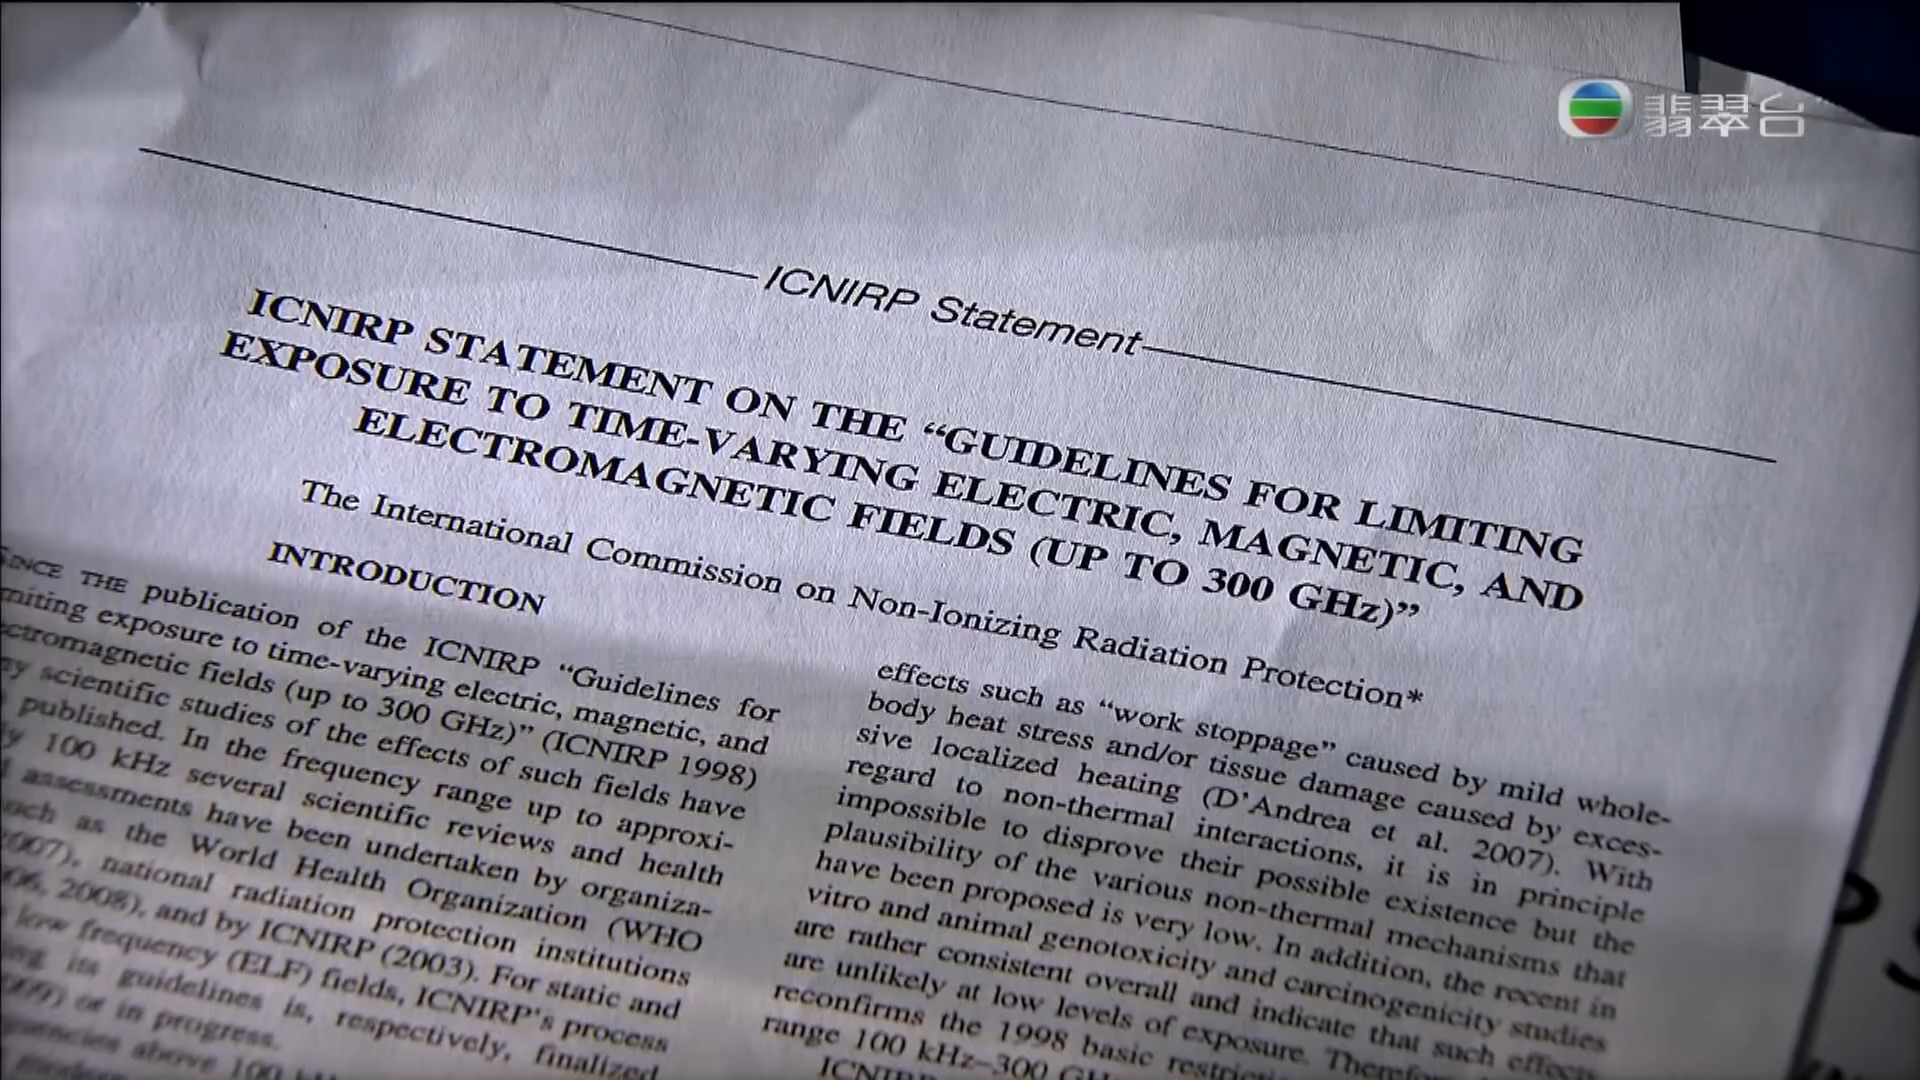 翡翠台
ICNIRP Statement
ICNIRP STATEMENT ON THE “GUIDELINES FOR LIMITING
EXPOSURE TO TIME-VARYING ELECTRIC, MAGNETIC, AND
ELECTROMAGNETIC FIELDS (UP TO 300 GHz)”
The International Commission on Non-Ionizing Radiation Protection*
INTRODUCTION
SINCE THE publication of the ICNIRP “Guidelines for
exposure to time-varying electric, magnetic, and
fields (up to 300 GHz)” (ICNIRP 1998)
scientific studies of the effects of such fields have
published. In the frequency range up to approxi-
100 kHz several scientific reviews and health
assessments have been undertaken by organiza-
as the World Health Organization (WHO
national radiation protection institutions
2008), and by ICNIRP (2003). For static and
low frequency (ELF) fields, ICNIRP’s process
its guidelines is, respectively, finalized
or in progress.
above 100
effects such as “work stoppage” caused by mild whole-
body heat stress and/or tissue damage caused by exces-
sive localized heating (D’Andrea et al. 2007). With
regard to non-thermal interactions, it is in principle
impossible to disprove their possible existence but the
plausibility of the various non-thermal mechanisms that
have been proposed is very low. In addition, the recent in
vitro and animal genotoxicity and carcinogenicity studies
are rather consistent overall and indicate that such effects
are unlikely at low levels of exposure.
reconfirms the 1998 basic
range 100 kHz–300